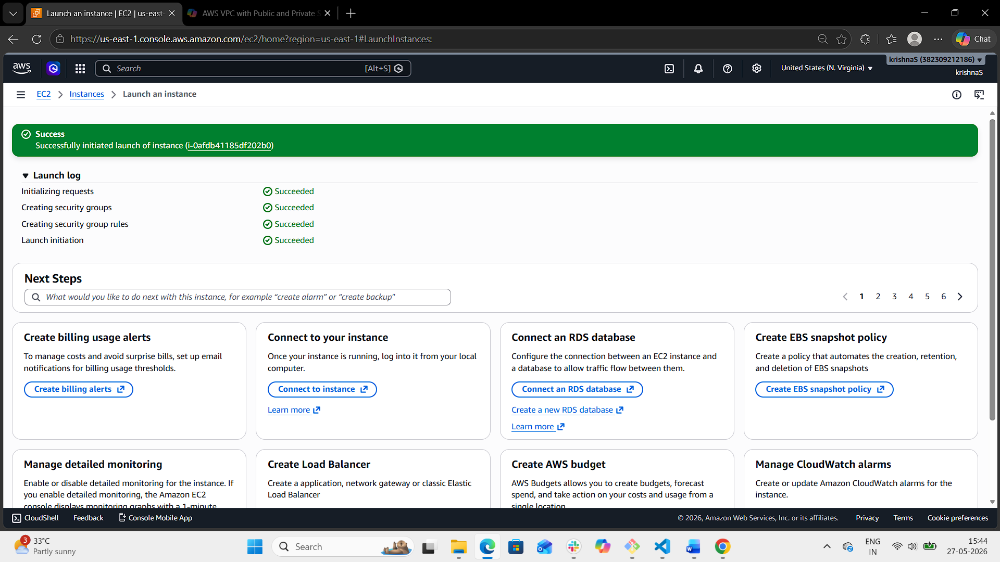 Launch an instance | EC2 | us-east-
AWS VPC with Public and Private S
https://us-east-1.console.aws.amazon.com/ec2/home?region=us-east-1#LaunchInstances:
Chat
aws
Search
[Alt+S]
United States (N. Virginia)
krishnaS (382309212186)
krishnaS
EC2
Instances
Launch an instance
Success
Successfully initiated launch of instance (i-0afdb41185df202b0)
Launch log
Initializing requests
Succeeded
Creating security groups
Succeeded
Creating security group rules
Succeeded
Launch initiation
Succeeded
Next Steps
What would you like to do next with this instance, for example “create alarm” or “create backup”
1 2 3 4 5 6
Create billing usage alerts
To manage costs and avoid surprise bills, set up email
notifications for billing usage thresholds.
Create billing alerts
Connect to your instance
Once your instance is running, log into it from your local
computer.
Connect to instance
Learn more
Connect an RDS database
Configure the connection between an EC2 instance and
a database to allow traffic flow between them.
Connect an RDS database
Create a new RDS database
Learn more
Create EBS snapshot policy
Create a policy that automates the creation, retention,
and deletion of EBS snapshots
Create EBS snapshot policy
Manage detailed monitoring
Enable or disable detailed monitoring for the instance. If
you enable detailed monitoring, the Amazon EC2
console displays monitoring graphs with a 1-minute
Create Load Balancer
Create a application, network gateway or classic Elastic
Load Balancer
Create AWS budget
AWS Budgets allows you to create budgets, forecast
spend, and take action on your costs and usage from a
single location.
Manage CloudWatch alarms
Create or update Amazon CloudWatch alarms for the
instance.
CloudShell
Feedback
Console Mobile App
© 2026, Amazon Web Services, Inc. or its affiliates.
Privacy
Terms
Cookie preferences
3
33°C
Partly sunny
Search
ENG
IN
15:44
27-05-2026